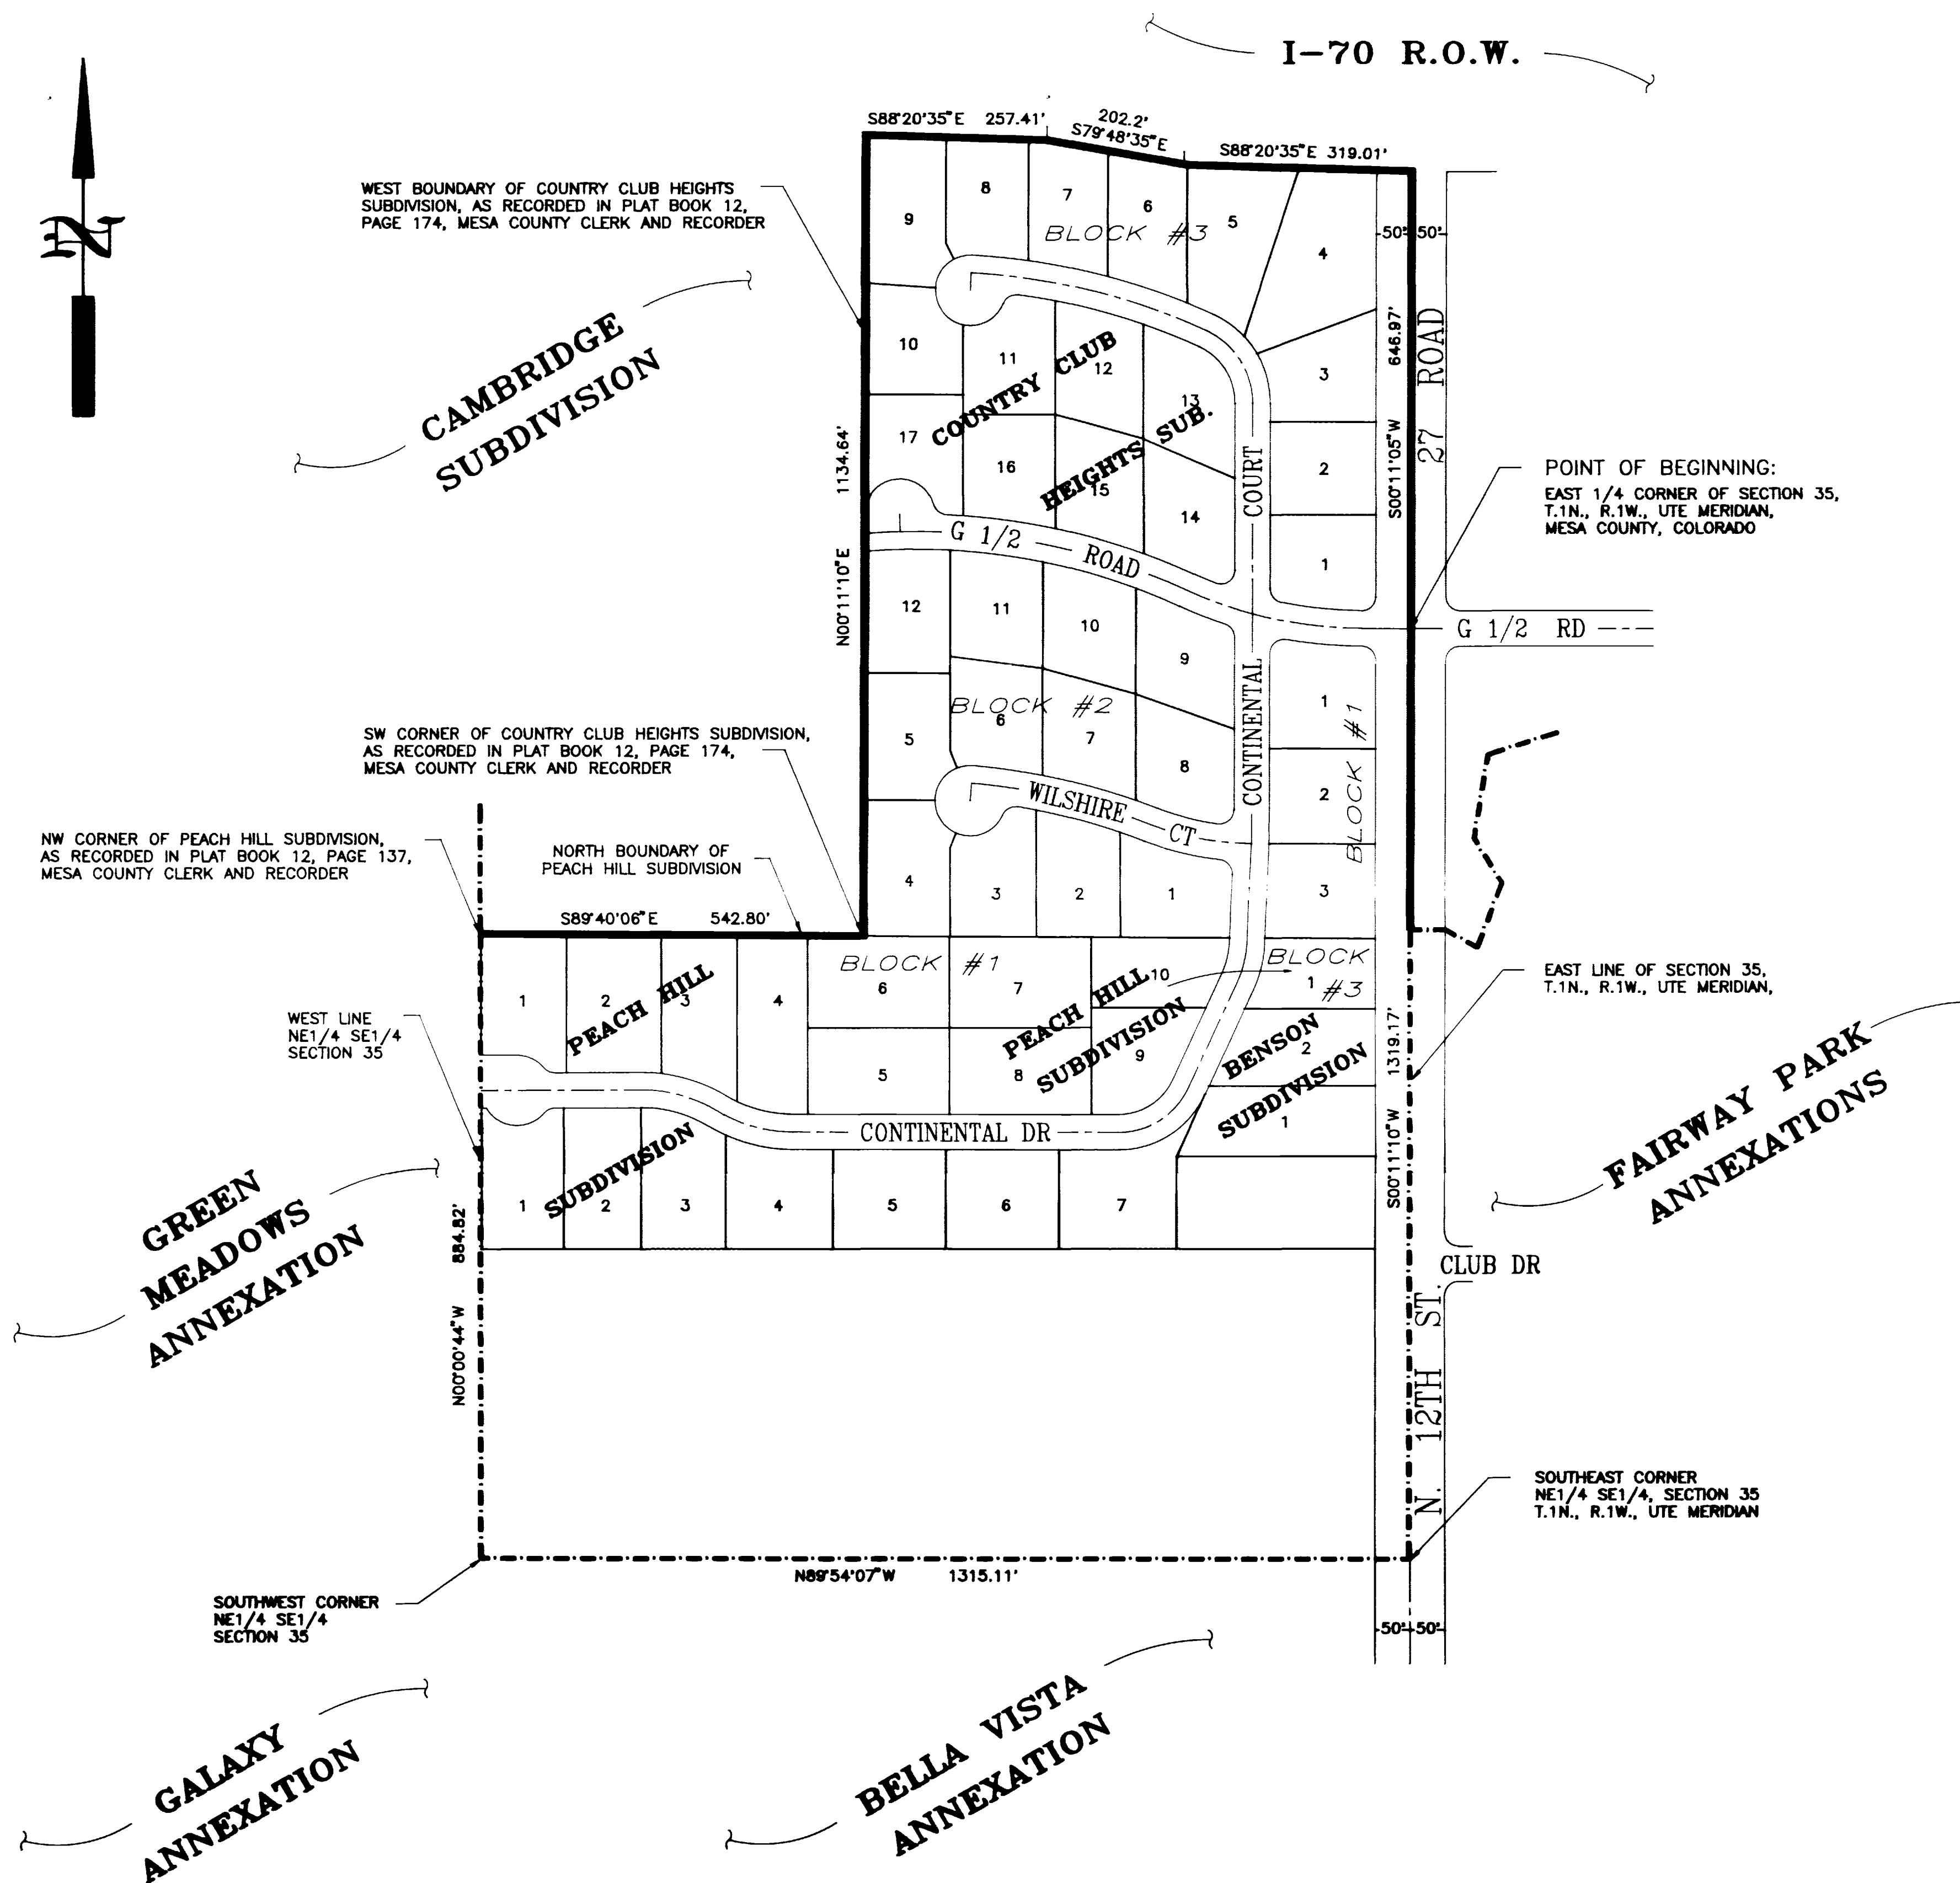 I-70 R.O.W.
S88°20'35"E 257.41'
202.2'
S79°48'35"E
S88°20'35"E 319.01'
N
WEST BOUNDARY OF COUNTRY CLUB HEIGHTS
SUBDIVISION, AS RECORDED IN PLAT BOOK 12,
PAGE 174, MESA COUNTY CLERK AND RECORDER
9
8
7
6
5
4
BLOCK #3
50' 50'
646.97'
S00°11'05"W
27 ROAD
CAMBRIDGE
SUBDIVISION
10
11
12
13
3
COUNTRY CLUB
HEIGHTS SUB.
17
16
15
14
2
1
1134.64'
N00°11'10"E
COURT
CONTINENTAL
G 1/2 ROAD
POINT OF BEGINNING:
EAST 1/4 CORNER OF SECTION 35,
T.1N., R.1W., UTE MERIDIAN,
MESA COUNTY, COLORADO
G 1/2 RD
12
11
10
9
1
BLOCK #2
BLOCK #1
5
6
7
8
2
SW CORNER OF COUNTRY CLUB HEIGHTS SUBDIVISION,
AS RECORDED IN PLAT BOOK 12, PAGE 174,
MESA COUNTY CLERK AND RECORDER
WILSHIRE CT
NW CORNER OF PEACH HILL SUBDIVISION,
AS RECORDED IN PLAT BOOK 12, PAGE 137,
MESA COUNTY CLERK AND RECORDER
NORTH BOUNDARY OF
PEACH HILL SUBDIVISION
4
3
2
1
3
S89°40'06"E 542.80'
BLOCK #1
BLOCK
#3
1
2
3
4
6
7
10
1
PEACH HILL
PEACH HILL
SUBDIVISION
EAST LINE OF SECTION 35,
T.1N., R.1W., UTE MERIDIAN,
WEST LINE
NE1/4 SE1/4
SECTION 35
5
8
9
2
BENSON
SUBDIVISION
1
1319.17'
S00°11'10"W
CONTINENTAL DR
FAIRWAY PARK
ANNEXATIONS
GREEN
MEADOWS
ANNEXATION
SUBDIVISION
1
2
3
4
5
6
7
884.82'
N00°00'44"W
CLUB DR
N. 12TH ST.
SOUTHEAST CORNER
NE1/4 SE1/4, SECTION 35
T.1N., R.1W., UTE MERIDIAN
N89°54'07"W 1315.11'
SOUTHWEST CORNER
NE1/4 SE1/4
SECTION 35
50' 50'
GALAXY
ANNEXATION
BELLA VISTA
ANNEXATION